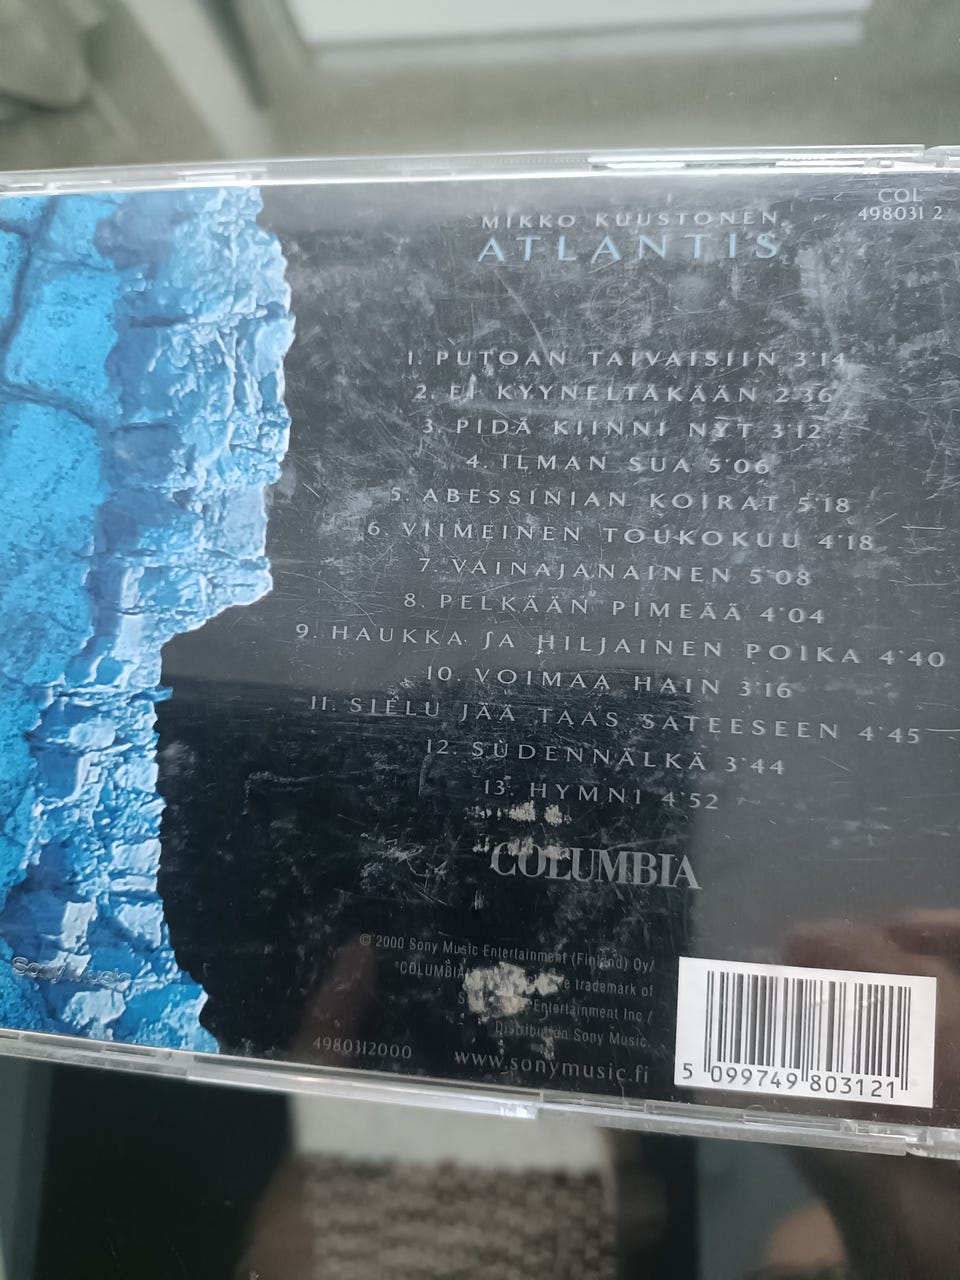 COL
498031 2
MIKKO KUUSTONEN
ATLANTIS
1. PUTOAN TAIVAISIIN 3'14
2. EI KYYNELTÄKÄÄN 2'36
3. PIDÄ KIINNI NYT 3'12
4. ILMAN SUA 5'06
5. ABESSINIAN KOIRAT 5'18
6. VIIMEINEN TOUKOKUU 4'18
7. VAINAJANAINEN 5'08
8. PELKÄÄN PIMEÄÄ 4'04
9. HAUKKA JA HILJAINEN POIKA 4'40
10. VOIMAA HAIN 3'16
11. SIELU JÄÄ TAAS SATEESEEN 4'45
12. SUDENNÄLKÄ 3'44
13. HYMNI 4'52
COLUMBIA
© 2000 Sony Music Entertainment (Finland) Oy/
"COLUMBIA trademark of
Entertainment Inc /
Distribution Sony Music.
Sony Music
4980312000
www.sonymusic.fi
5 099749 803121